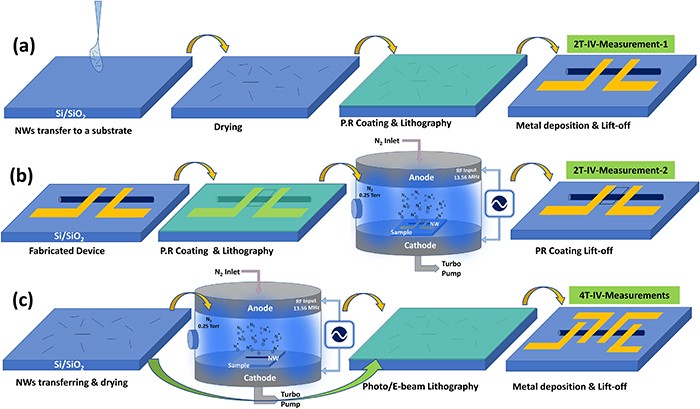 (a)
2T-IV-Measurement-1
Si/SiO2
NWs transfer to a substrate
Drying
P.R Coating & Lithography
Metal deposition & Lift-off
(b)
N2 Inlet
Anode
RF Input
13.56 MHz
N2
0.25 Torr
NW
Sample
Cathode
Turbo
Pump
2T-IV-Measurement-2
Si/SiO2
Fabricated Device
P.R Coating & Lithography
PR Coating Lift-off
(c)
N2 Inlet
Anode
RF Input
13.56 MHz
N2
0.25 Torr
NW
Sample
Cathode
Turbo
Pump
4T-IV-Measurements
Si/SiO2
NWs transferring & drying
Photo/E-beam Lithography
Metal deposition & Lift-off